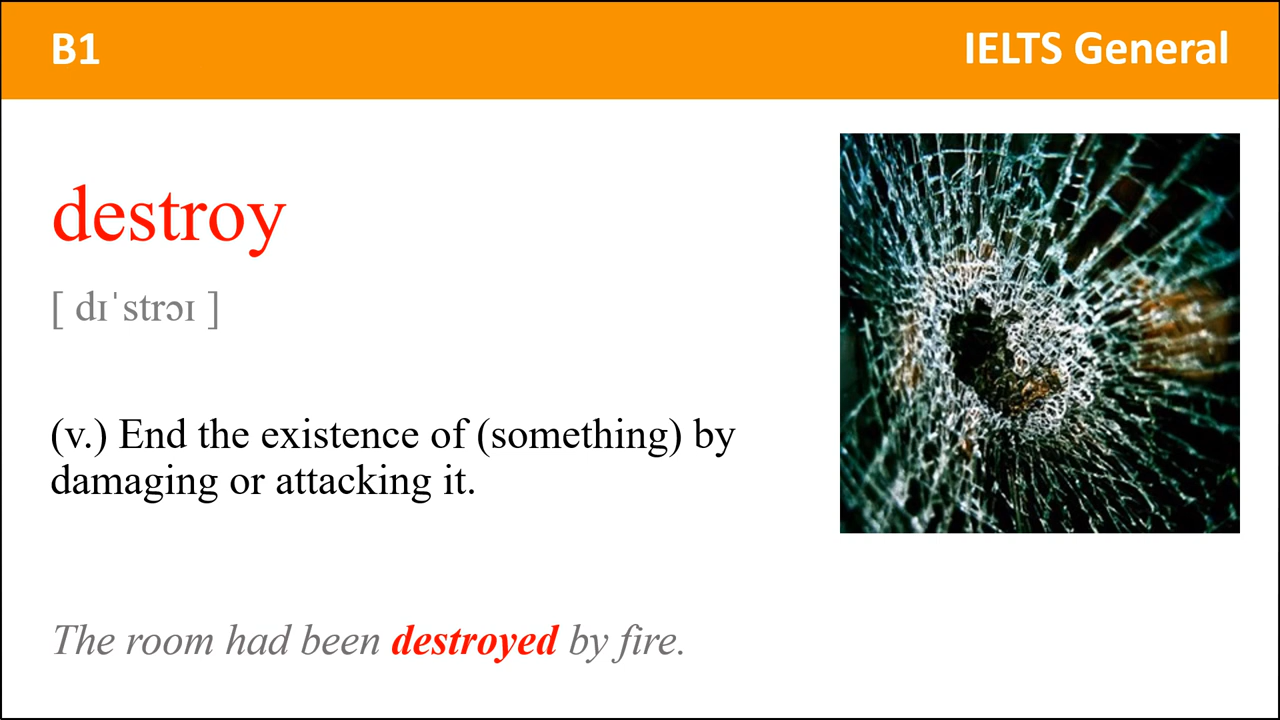 B1
IELTS General
destroy
[ dɪˈstrɔɪ ]
(v.) End the existence of (something) by
damaging or attacking it.
The room had been destroyed by fire.